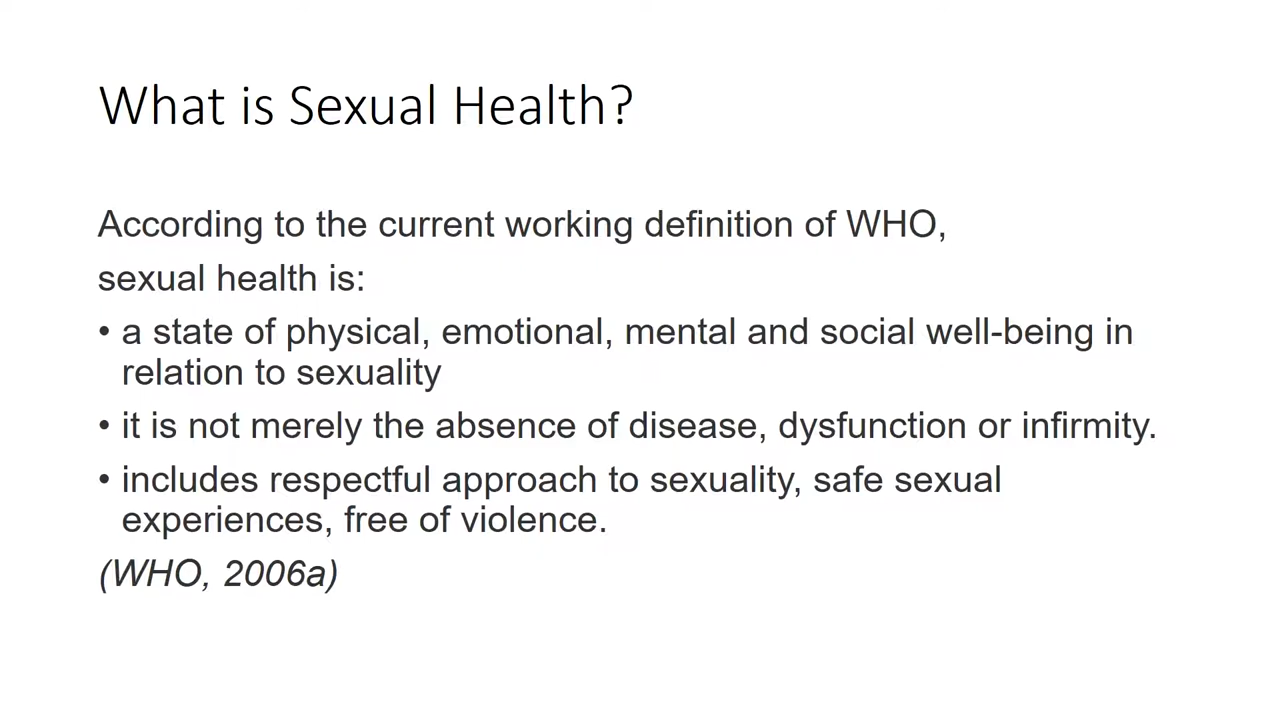 What is Sexual Health?
According to the current working definition of WHO,
sexual health is:
• a state of physical, emotional, mental and social well-being in
relation to sexuality
• it is not merely the absence of disease, dysfunction or infirmity.
• includes respectful approach to sexuality, safe sexual
experiences, free of violence.
(WHO, 2006a)